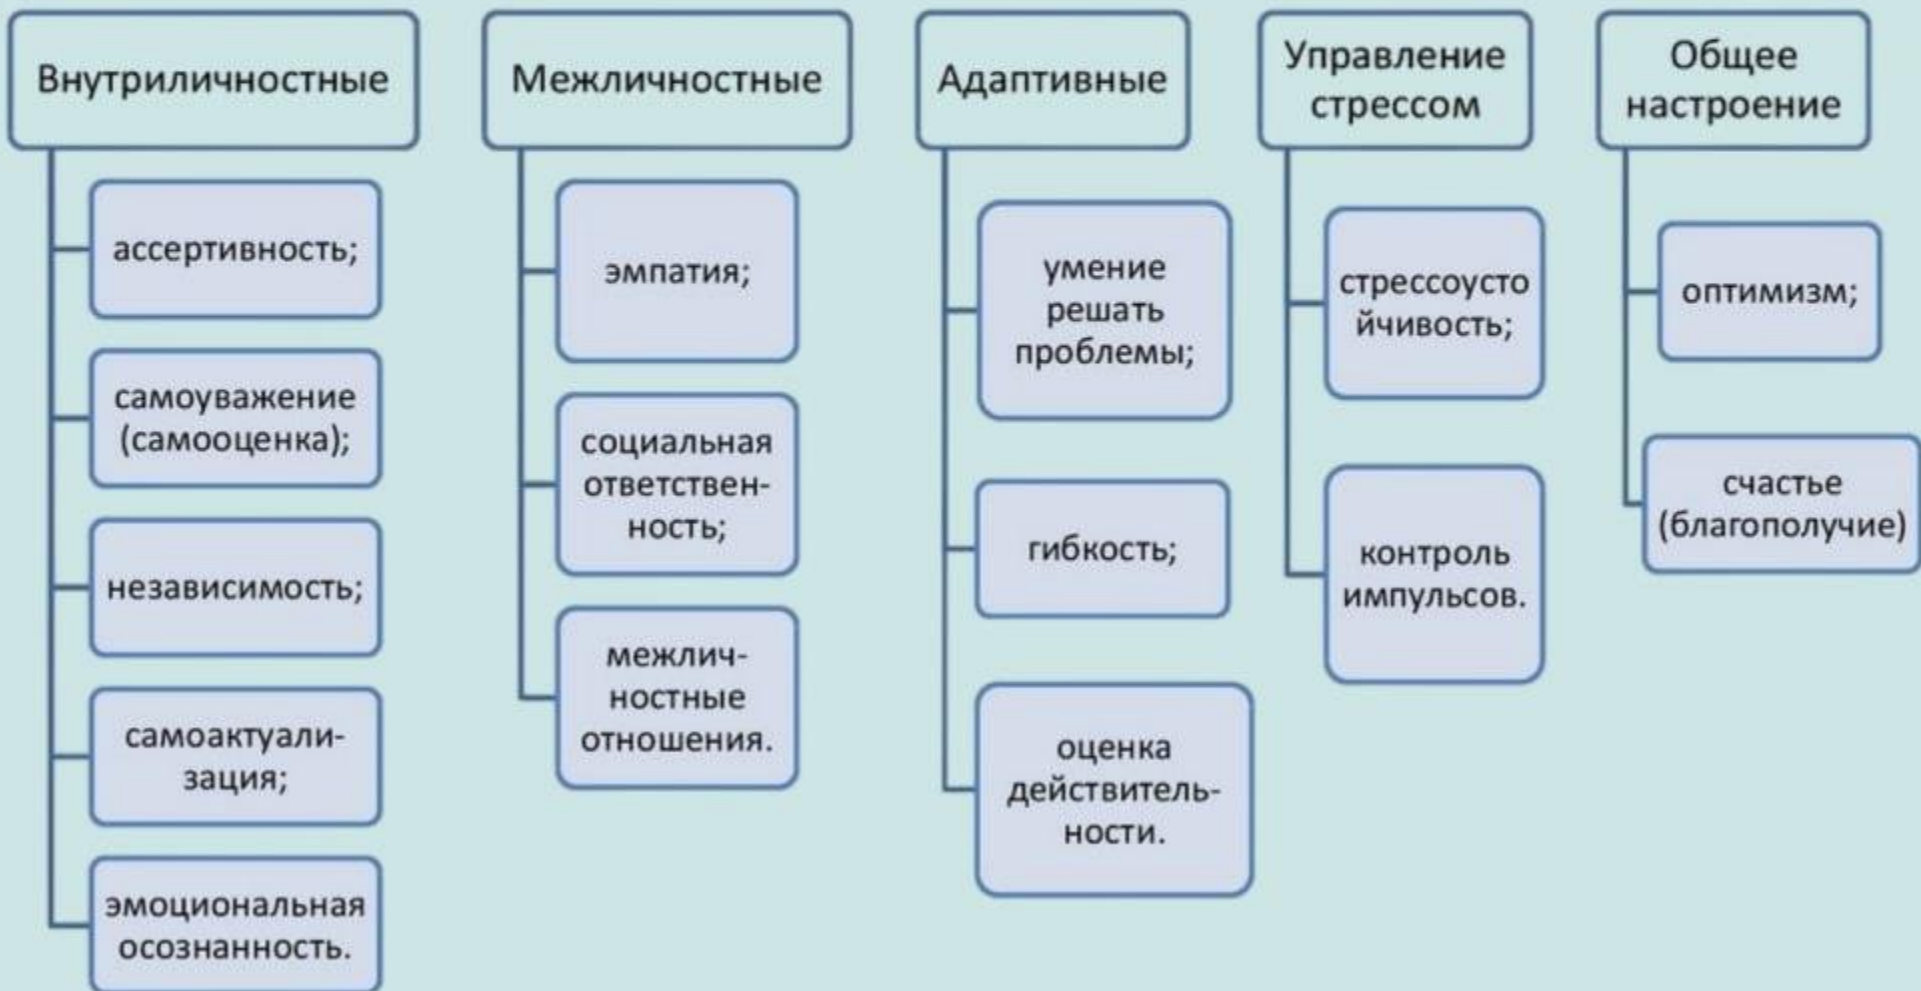 Внутриличностные
ассертивность;
самоуважение
(самооценка);
независимость;
самоактуали-
зация;
эмоциональная
осознанность.
Межличностные
эмпатия;
социальная
ответствен-
ность;
межлич-
ностные
отношения.
Адаптивные
умение
решать
проблемы;
гибкость;
оценка
действитель-
ности.
Управление
стрессом
стрессоусто
йчивость;
контроль
импульсов.
Общее
настроение
оптимизм;
счастье
(благополучие)